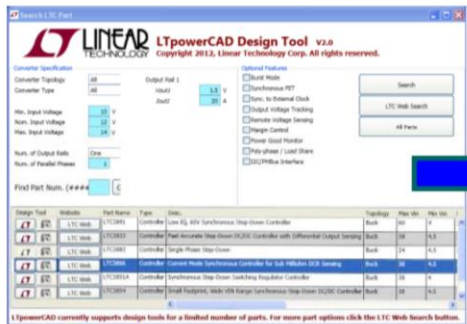 Search LTC Part
LINEAR TECHNOLOGY
LTpowerCAD Design Tool V2.0
Copyright 2012, Linear Technology Corp. All rights reserved.
Converter Specification
Converter Topology All
Converter Type All
Min. Input Voltage 10 V
Nom. Input Voltage 12 V
Max. Input Voltage 14 V
Num. of Output Rails One
Num. of Parallel Phases 1
Find Part Num. (####
Output Rail 1
Vout/ 1.5 V
Iout/ 20 A
Optional Features
Burst Mode
Synchronous FET
Sync. to External Clock
Output Voltage Tracking
Remote Voltage Sensing
Margin Control
Power Good Monitor
Poly-phase / Load Share
I2C/PMBus Interface
Search
LTC Web Search
All Parts
Design Tool Website Part Name Type Desc. Topology Max Vin Min Vin
LTC Web LTC3891 Controller Low IQ, 60V Synchronous Step-Down Controller Buck 60 4
LTC Web LTC3833 Controller Fast Accurate Step-Down DC/DC Controller with Differential Output Sensing Buck 38 4.5
LTC Web Controller Single Phase Step-Down Buck 24 4.5
LTC Web LTC3866 Controller Current Mode Synchronous Controller for Sub Milliohm DCR Sensing Buck 38 4.5
LTC Web LTC3851A Controller Synchronous Step-Down Switching Regulator Controller Buck 38 4
LTC Web LTC3854 Controller Small Footprint, Wide VIN Range Synchronous Step-Down DC/DC Controller Buck 38 4.5
LTpowerCAD currently supports design tools for a limited number of parts. For more part options click the LTC Web Search button.